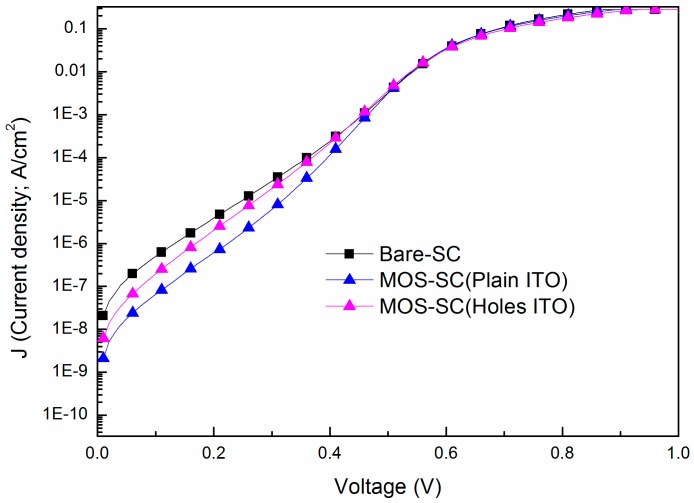 0.1
0.01
1E-3
1E-4
1E-5
1E-6
1E-7
1E-8
1E-9
1E-10
J (Current density; A/cm²)
Bare-SC
MOS-SC(Plain ITO)
MOS-SC(Holes ITO)
0.0 0.2 0.4 0.6 0.8 1.0
Voltage (V)